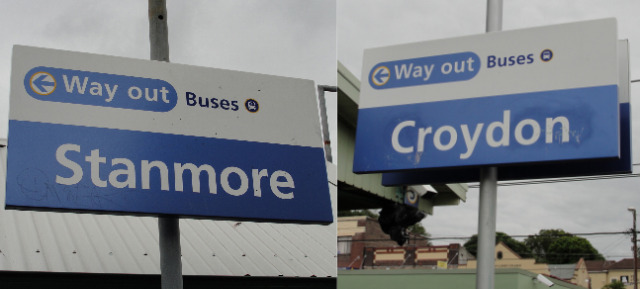 Way out Buses
Stanmore
Way out Buses
Croydon